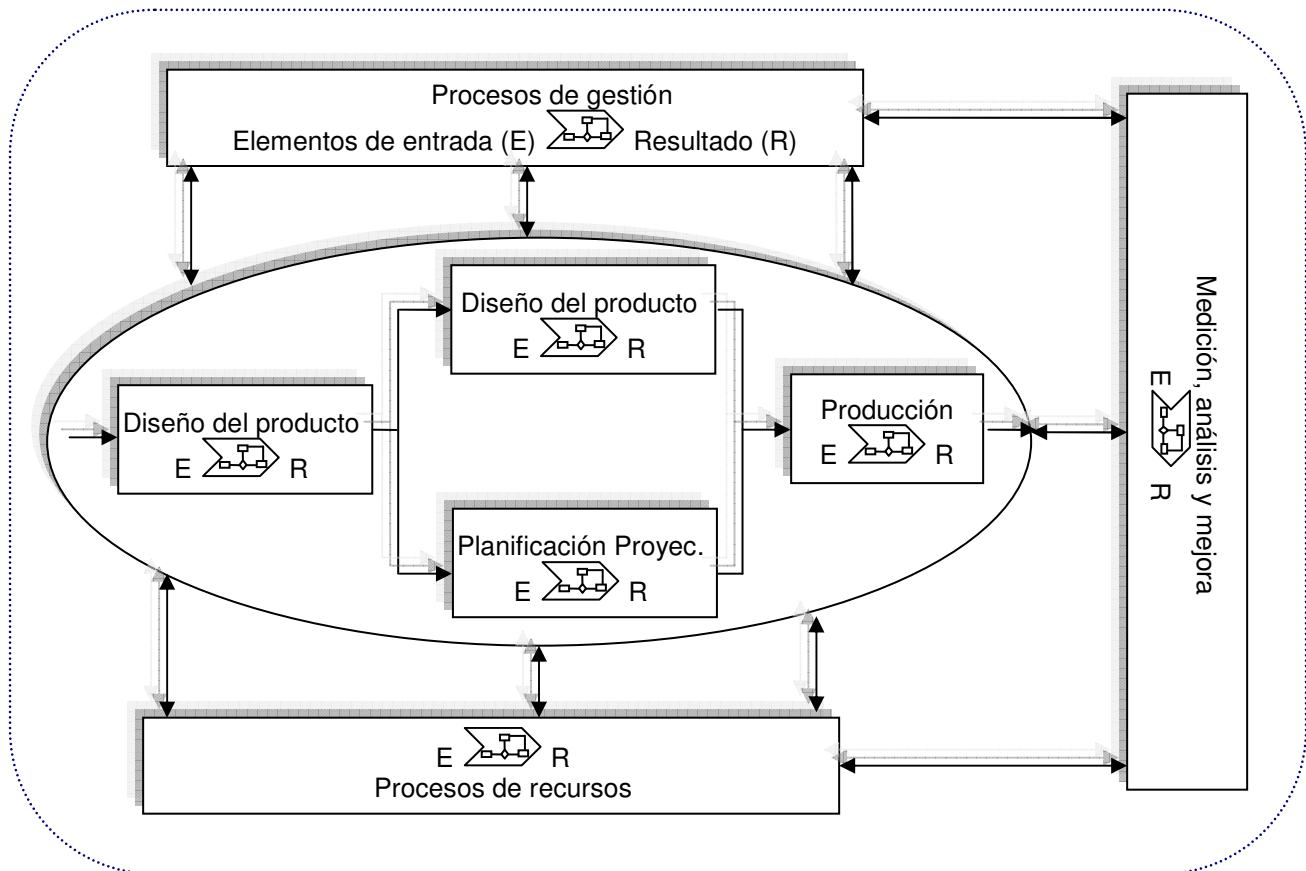 Procesos de gestión
Elementos de entrada (E) Resultado (R)
Diseño del producto
E R
Diseño del producto
E R
Planificación Proyec.
E R
Producción
E R
E R
Procesos de recursos
Medición, análisis y mejora
E R